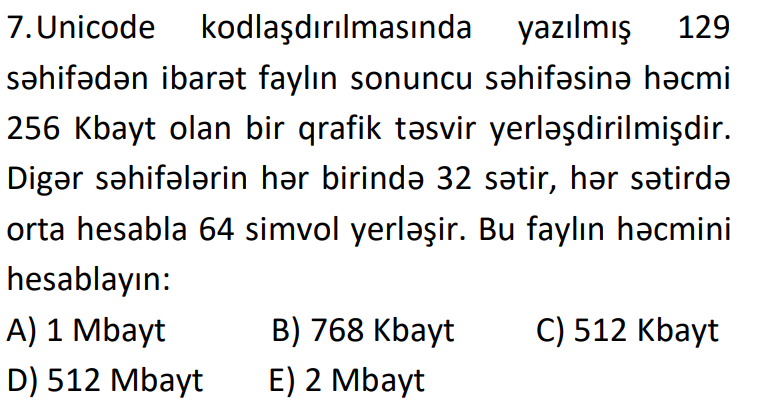 7.Unicode kodlaşdırılmasında yazılmış 129
səhifədən ibarət faylın sonuncu səhifəsinə həcmi
256 Kbayt olan bir qrafik təsvir yerləşdirilmişdir.
Digər səhifələrin hər birində 32 sətir, hər sətirdə
orta hesabla 64 simvol yerləşir. Bu faylın həcmini
hesablayın:
A) 1 Mbayt B) 768 Kbayt C) 512 Kbayt
D) 512 Mbayt E) 2 Mbayt